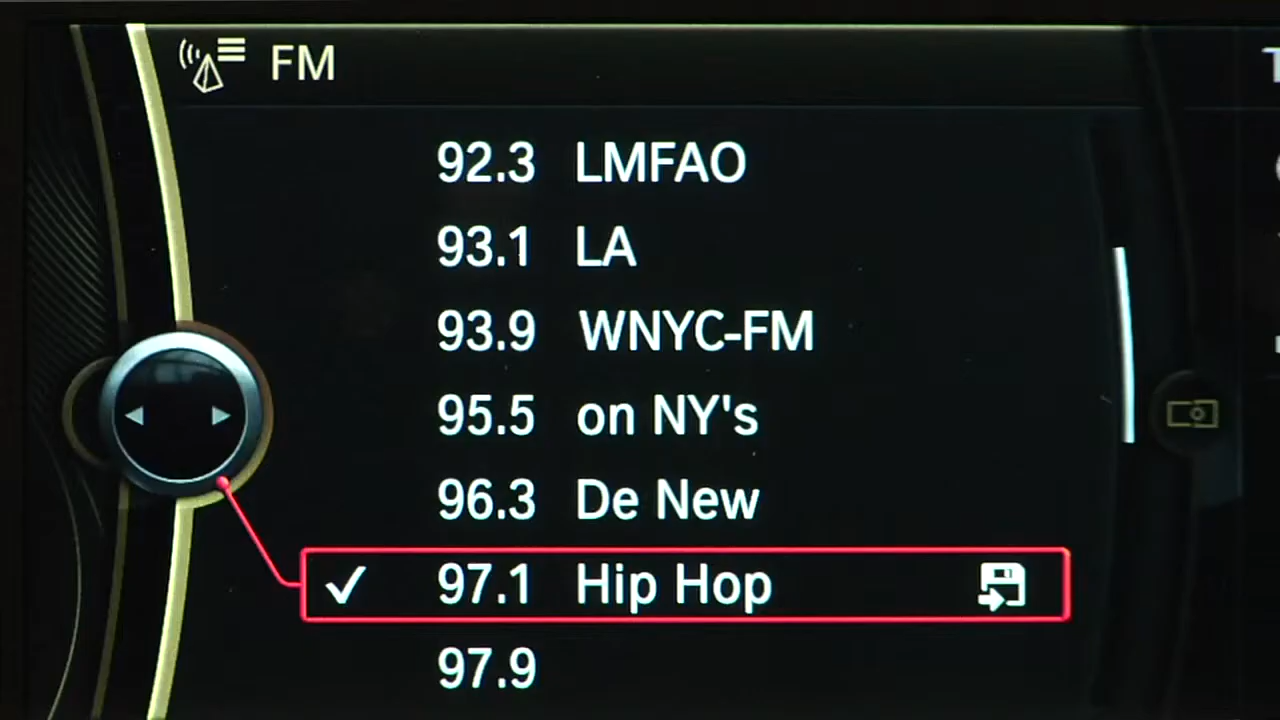 FM
92.3 LMFAO
93.1 LA
93.9 WNYC-FM
95.5 on NY's
96.3 De New
97.1 Hip Hop
97.9